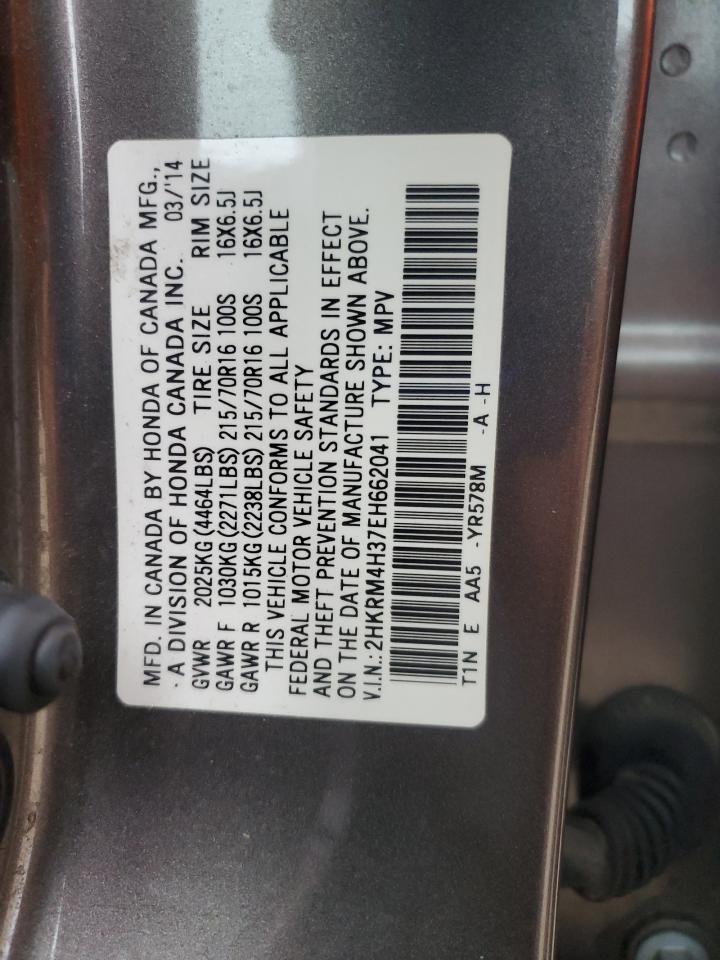 MFD. IN CANADA BY HONDA OF CANADA MFG.,
A DIVISION OF HONDA CANADA INC. 03/'14
GVWR 2025KG(4464LBS) TIRE SIZE RIM SIZE
GAWR F 1030KG(2271LBS) 215/70R16 100S 16X6.5J
GAWR R 1015KG(2238LBS) 215/70R16 100S 16X6.5J
THIS VEHICLE CONFORMS TO ALL APPLICABLE
FEDERAL MOTOR VEHICLE SAFETY
AND THEFT PREVENTION STANDARDS IN EFFECT
ON THE DATE OF MANUFACTURE SHOWN ABOVE.
V.I.N.:2HKRM4H37EH662041 TYPE: MPV
T1N E AA5 -YR578M -A -H